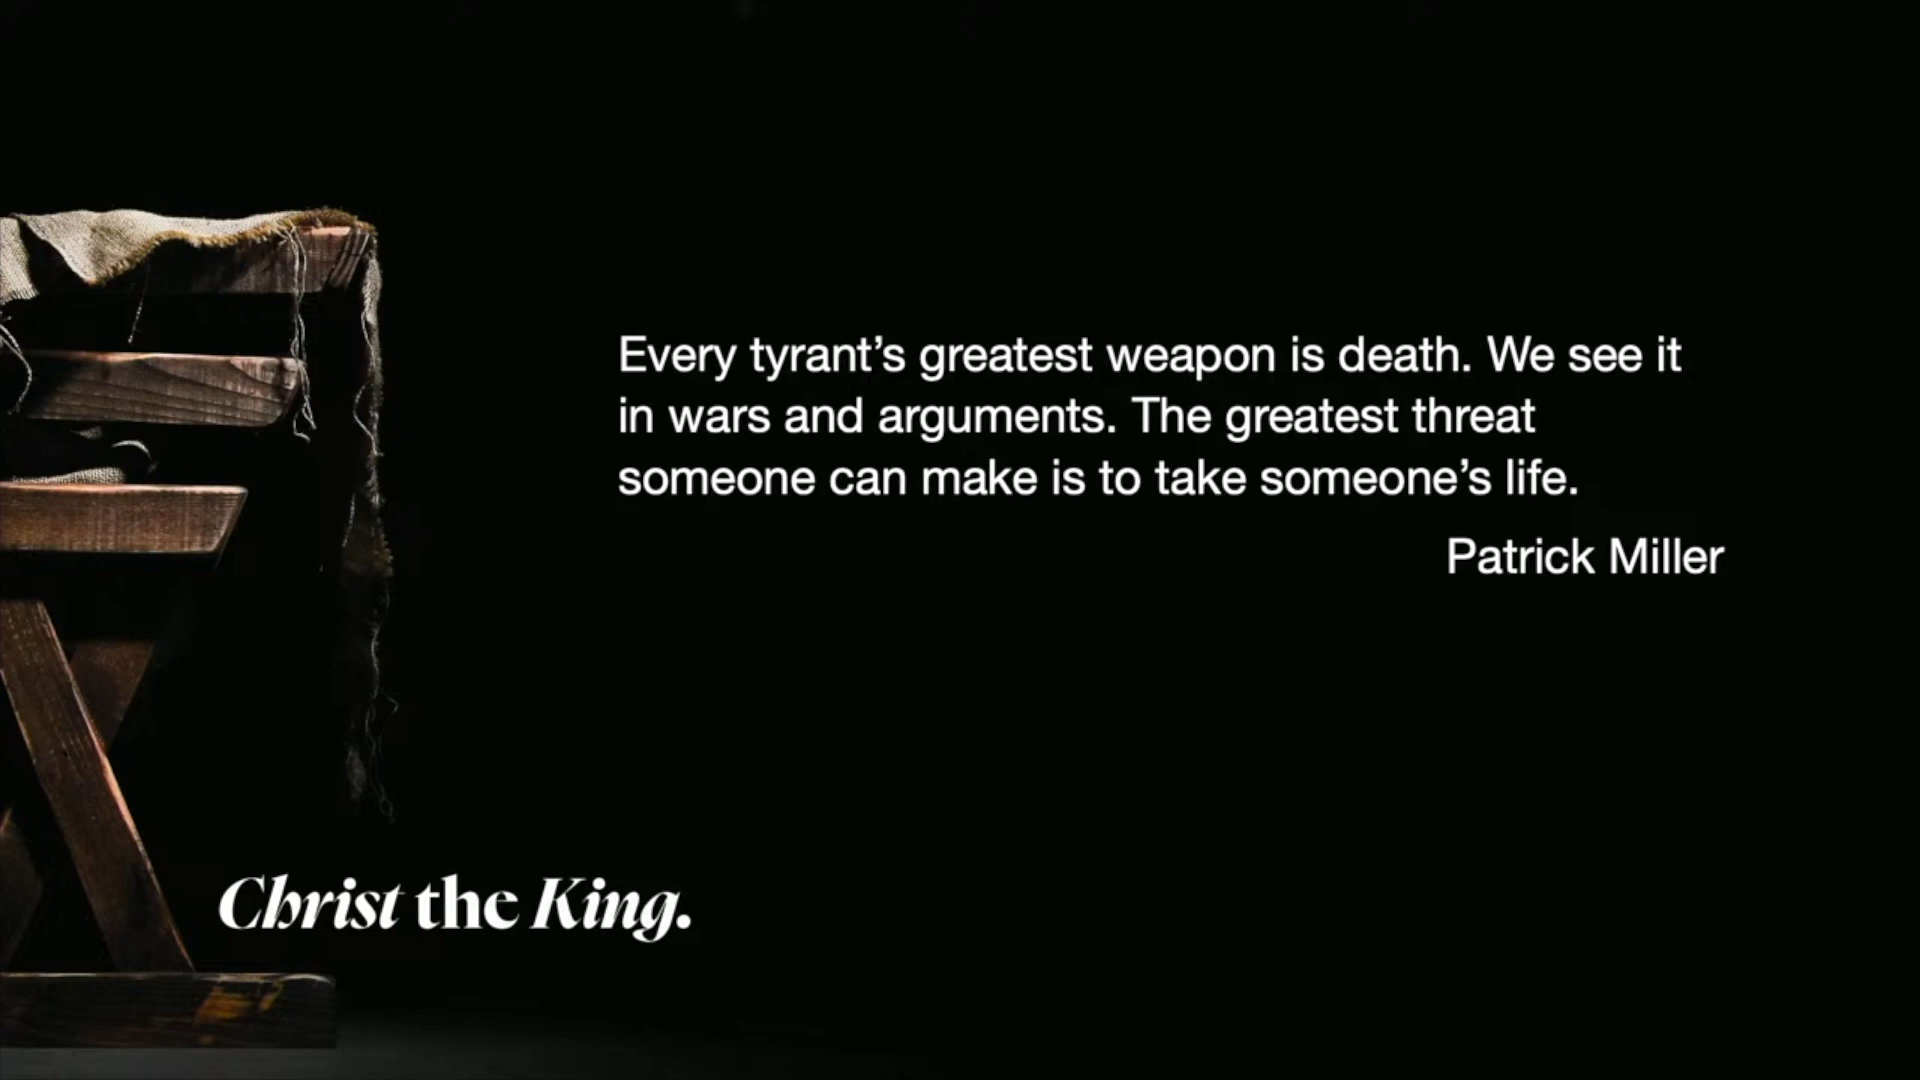 Every tyrant’s greatest weapon is death. We see it
in wars and arguments. The greatest threat
someone can make is to take someone’s life.
Patrick Miller
Christ the King.